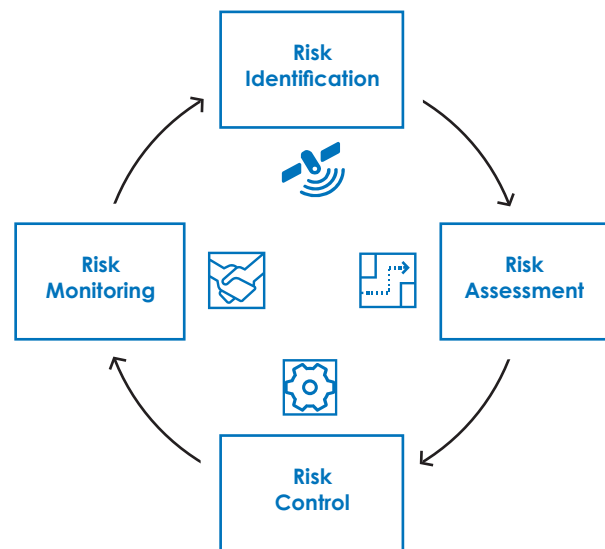 Risk
Identification
Risk
Monitoring
Risk
Assessment
Risk
Control